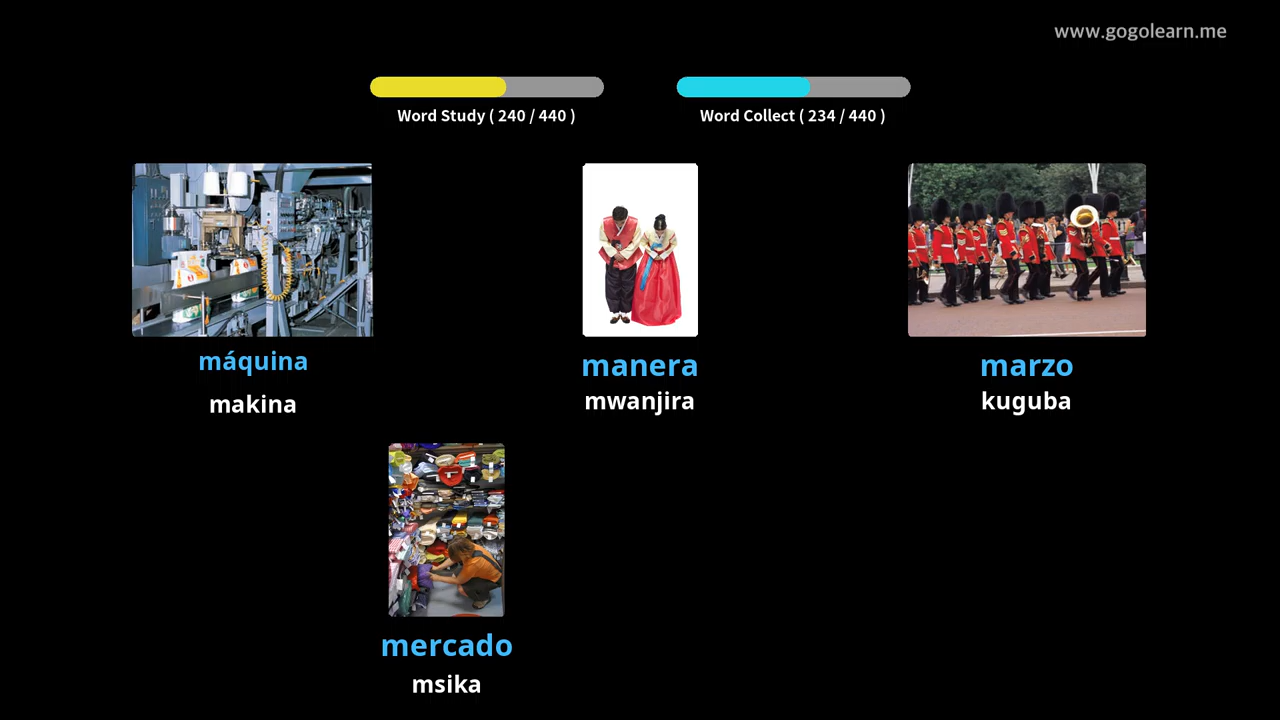 www.gogolearn.me
Word Study ( 240 / 440 )
Word Collect ( 234 / 440 )
máquina
makina
manera
mwanjira
marzo
kuguba
mercado
msika